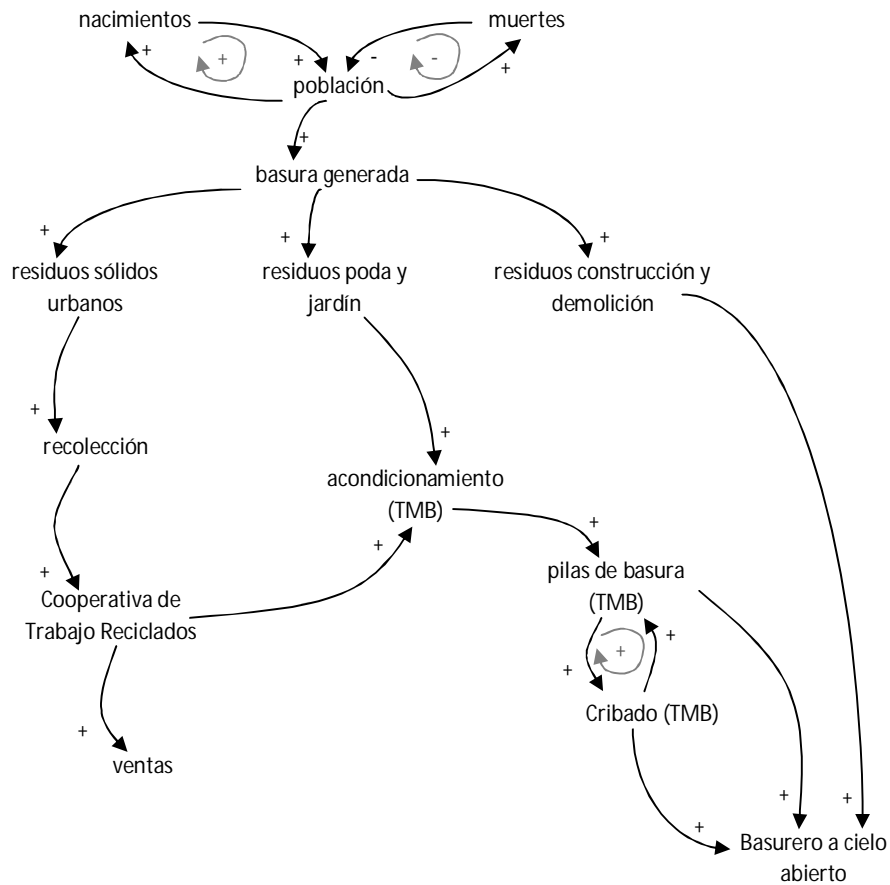 nacimientos
muertes
+
+
+
-
-
+
población
+
basura generada
+
+
+
residuos sólidos
urbanos
residuos poda y
jardín
residuos construcción y
demolición
+
recolección
+
acondicionamiento
(TMB)
+
+
+
pilas de basura
(TMB)
Cooperativa de
Trabajo Reciclados
+
+
+
Cribado (TMB)
+
ventas
+
+
+
Basurero a cielo
abierto